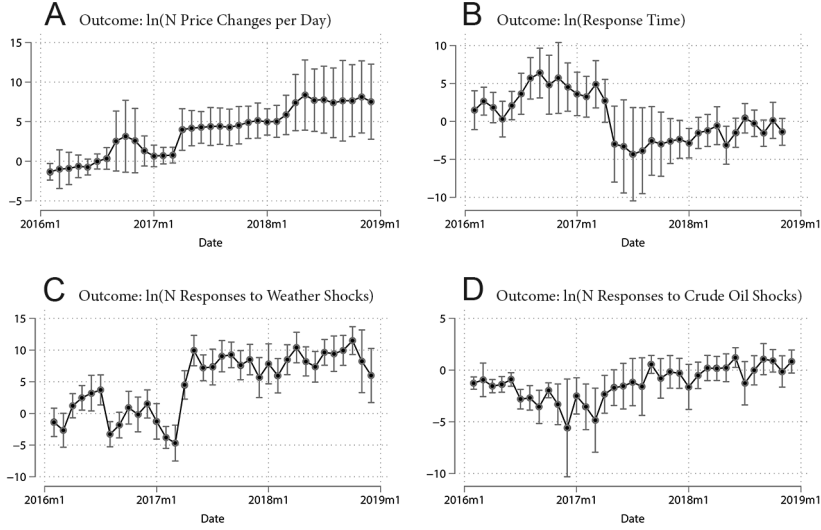 A Outcome: ln(N Price Changes per Day)
15
10
5
0
−5
2016m1 2017m1 2018m1 2019m1
Date
B Outcome: ln(Response Time)
10
5
0
−5
−10
2016m1 2017m1 2018m1 2019m1
Date
C Outcome: ln(N Responses to Weather Shocks)
15
10
5
0
−5
−10
2016m1 2017m1 2018m1 2019m1
Date
D Outcome: ln(N Responses to Crude Oil Shocks)
5
0
−5
−10
2016m1 2017m1 2018m1 2019m1
Date